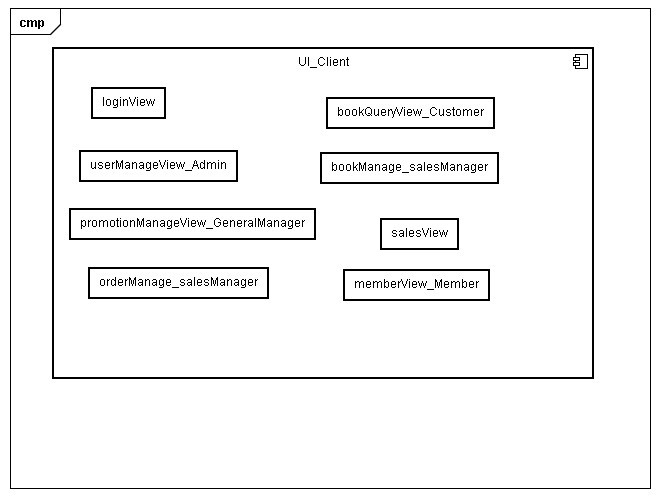 cmp
UI_Client
loginView
bookQueryView_Customer
userManageView_Admin
bookManage_salesManager
promotionManageView_GeneralManager
salesView
orderManage_salesManager
memberView_Member